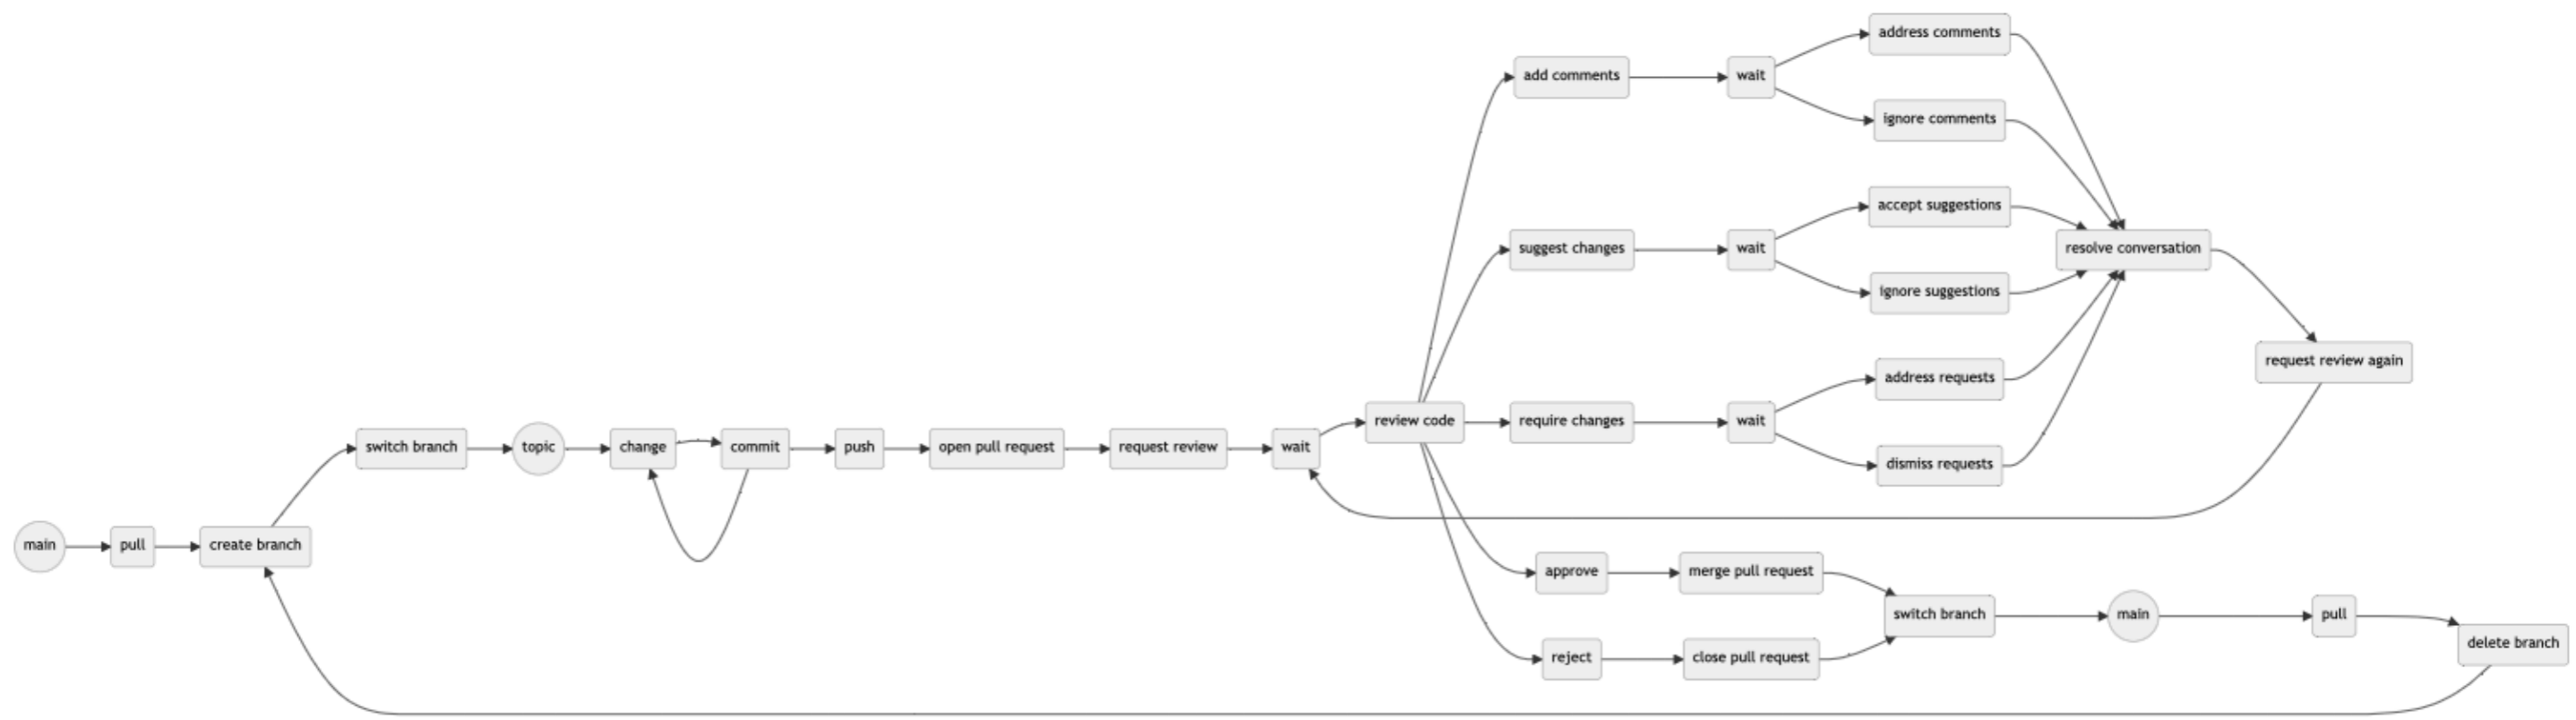 main
pull
create branch
switch branch
topic
change
commit
push
open pull request
request review
wait
review code
add comments
wait
address comments
ignore comments
suggest changes
wait
accept suggestions
ignore suggestions
require changes
wait
address requests
dismiss requests
resolve conversation
request review again
approve
merge pull request
reject
close pull request
switch branch
main
pull
delete branch